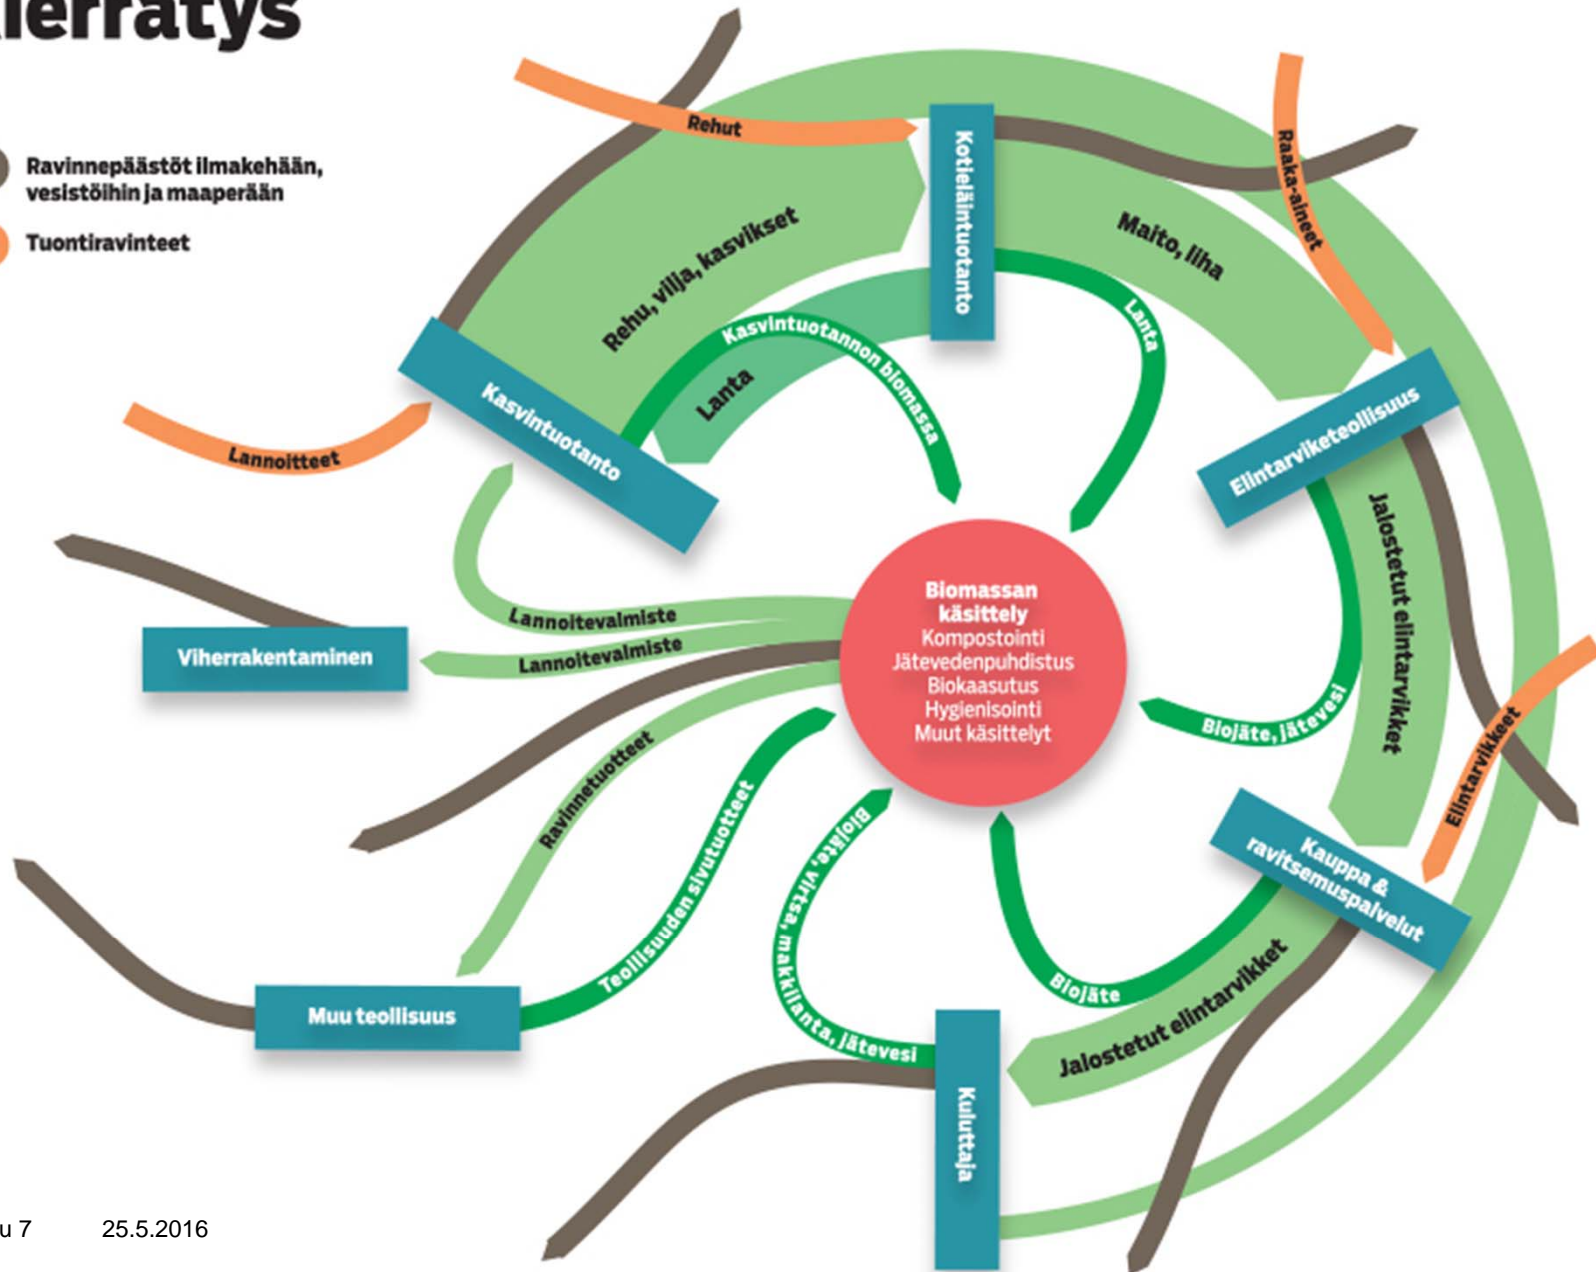 ierrätys
Ravinnepäästöt ilmakehään,
vesistöihin ja maaperään
Tuontiravinteet
Rehut
Raaka-aineet
Kotieläintuotanto
Rehu, vilja, kasvikset
Maito, liha
Lanta
Kasvintuotannon biomassa
Lanta
Kasvintuotanto
Lannoitteet
Elintarviketeollisuus
Jalostetut elintarvikket
Biomassan
käsittely
Kompostointi
Jätevedenpuhdistus
Biokaasutus
Hygienisointi
Muut käsittelyt
Lannoitevalmiste
Lannoitevalmiste
Viherrakentaminen
Biojäte, jätevesi
Elintarvikkeet
Ravinnetuotteet
Teollisuuden sivutuotteet
Biojäte, virtsa, makkilanta, jätevesi
Kauppa &
ravitsemuspalvelut
Biojäte
Jalostetut elintarvikket
Muu teollisuus
Kuluttaja
u 7 25.5.2016